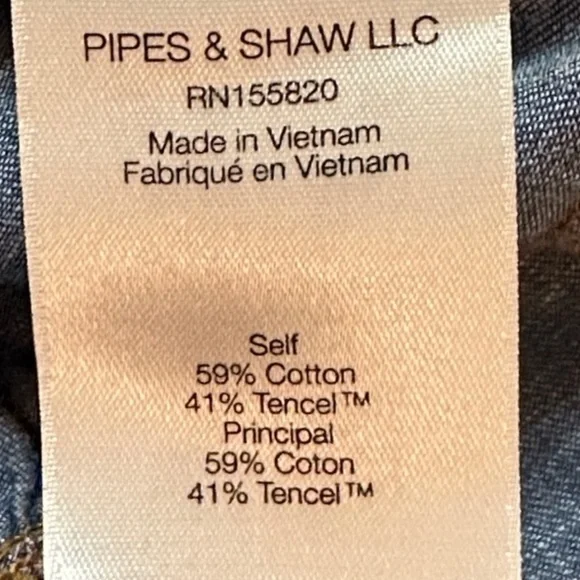 PIPES & SHAW LLC
RN155820
Made in Vietnam
Fabriqué en Vietnam
Self
59% Cotton
41% Tencel™
Principal
59% Coton
41% Tencel™